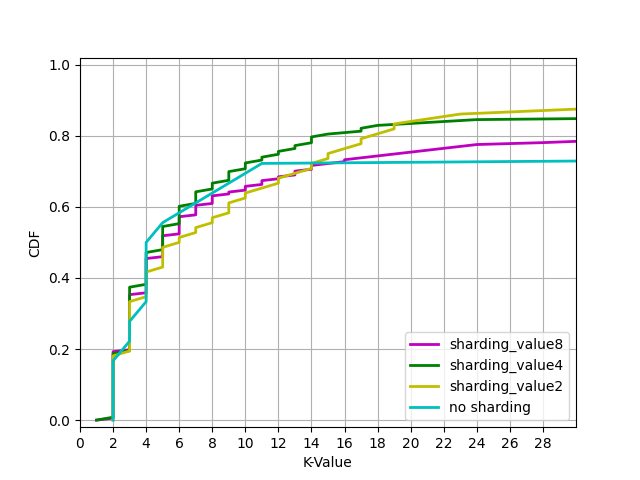 1.0
0.8
0.6
0.4
0.2
0.0
CDF
0 2 4 6 8 10 12 14 16 18 20 22 24 26 28
K-Value
sharding_value8
sharding_value4
sharding_value2
no sharding